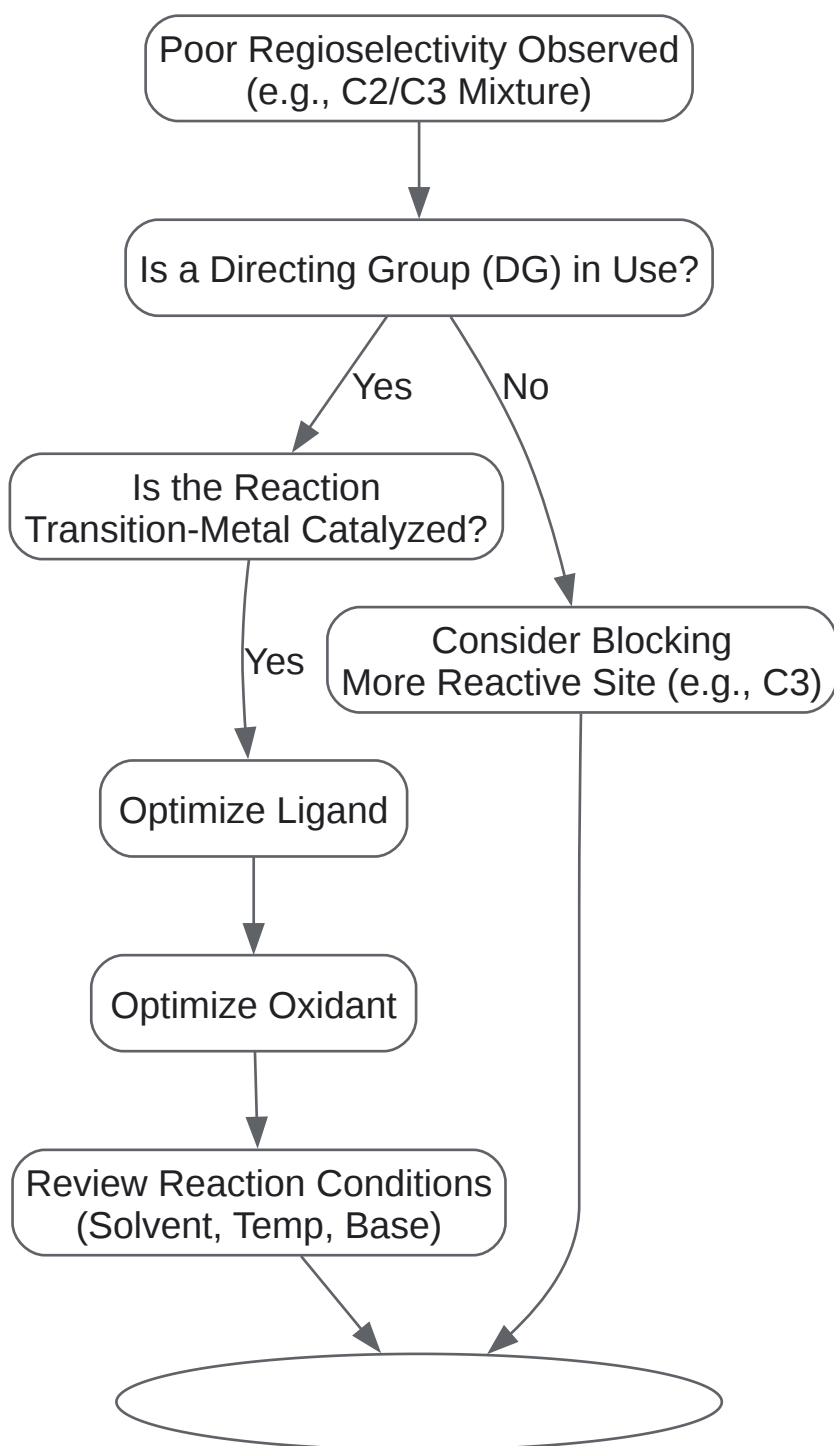 Poor Regioselectivity Observed
(e.g., C2/C3 Mixture)
Is a Directing Group (DG) in Use?
Yes
No
Is the Reaction
Transition-Metal Catalyzed?
Consider Blocking
More Reactive Site (e.g., C3)
Yes
Optimize Ligand
Optimize Oxidant
Review Reaction Conditions
(Solvent, Temp, Base)